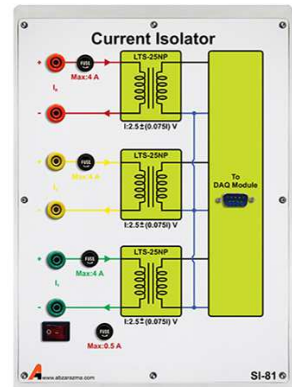 Current Isolator
LTS-25NP
+
FUSE
Max:4 A
-
I:2.5±(0.075I) V
LTS-25NP
+
FUSE
Max:4 A
-
I:2.5±(0.075I) V
To
DAQ Module
LTS-25NP
+
FUSE
Max:4 A
-
I:2.5±(0.075I) V
FUSE
Max:0.5 A
www.abzarazma.com
SI-81